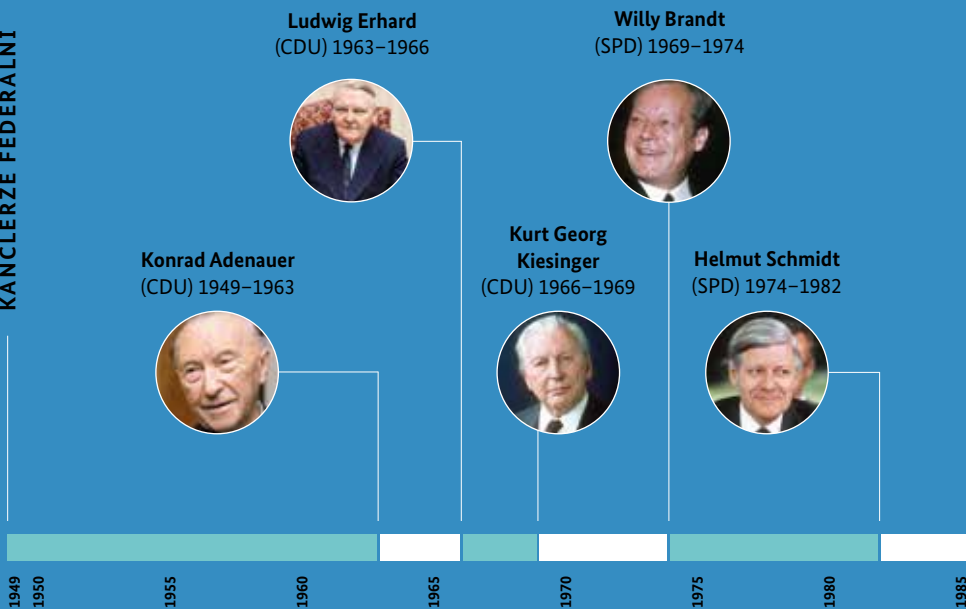 KANCLERZE FEDERALNI
Ludwig Erhard
(CDU) 1963–1966
Willy Brandt
(SPD) 1969–1974
Konrad Adenauer
(CDU) 1949–1963
Kurt Georg
Kiesinger
(CDU) 1966–1969
Helmut Schmidt
(SPD) 1974–1982
1949
1950
1955
1960
1965
1970
1975
1980
1985